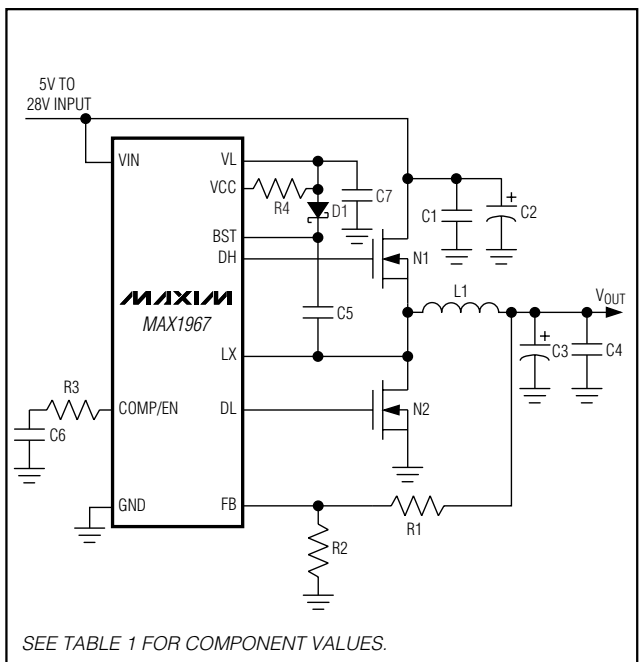 5V TO
28V INPUT
VIN
VL
VCC
R4
D1
C7
C1
+
C2
BST
DH
N1
MAXIM
MAX1967
C5
L1
VOUT
LX
+
C3
C4
R3
COMP/EN
DL
N2
C6
GND
FB
R1
R2
SEE TABLE 1 FOR COMPONENT VALUES.